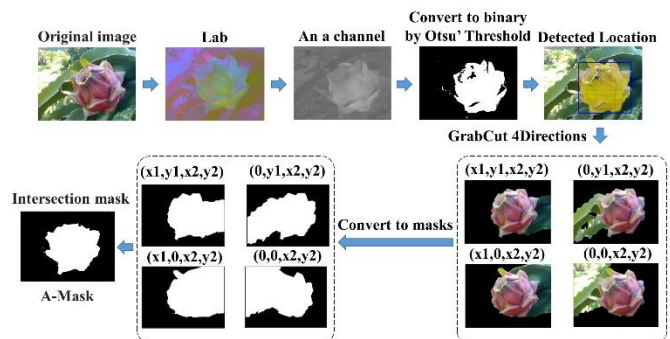 Original image
Lab
An a channel
Convert to binary
by Otsu' Threshold
Detected Location
GrabCut 4Directions
(x1,y1,x2,y2)
(0,y1,x2,y2)
(x1,0,x2,y2)
(0,0,x2,y2)
Convert to masks
(x1,y1,x2,y2)
(0,y1,x2,y2)
(x1,0,x2,y2)
(0,0,x2,y2)
Intersection mask
A-Mask